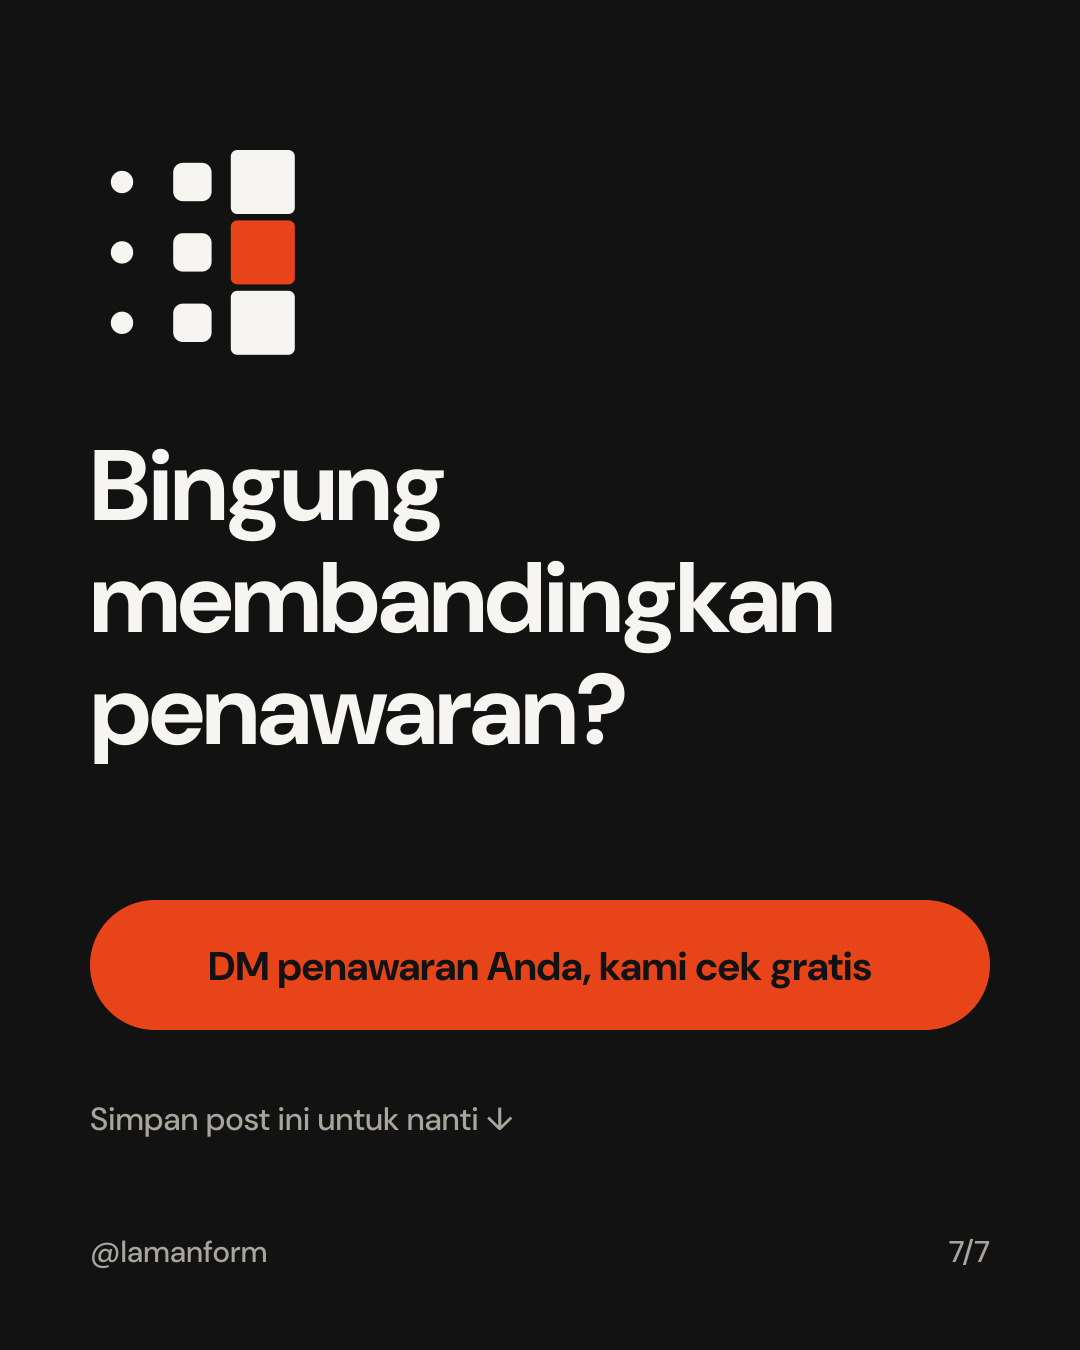 Bingung
membandingkan
penawaran?
DM penawaran Anda, kami cek gratis
Simpan post ini untuk nanti ↓
@lamanform
7/7